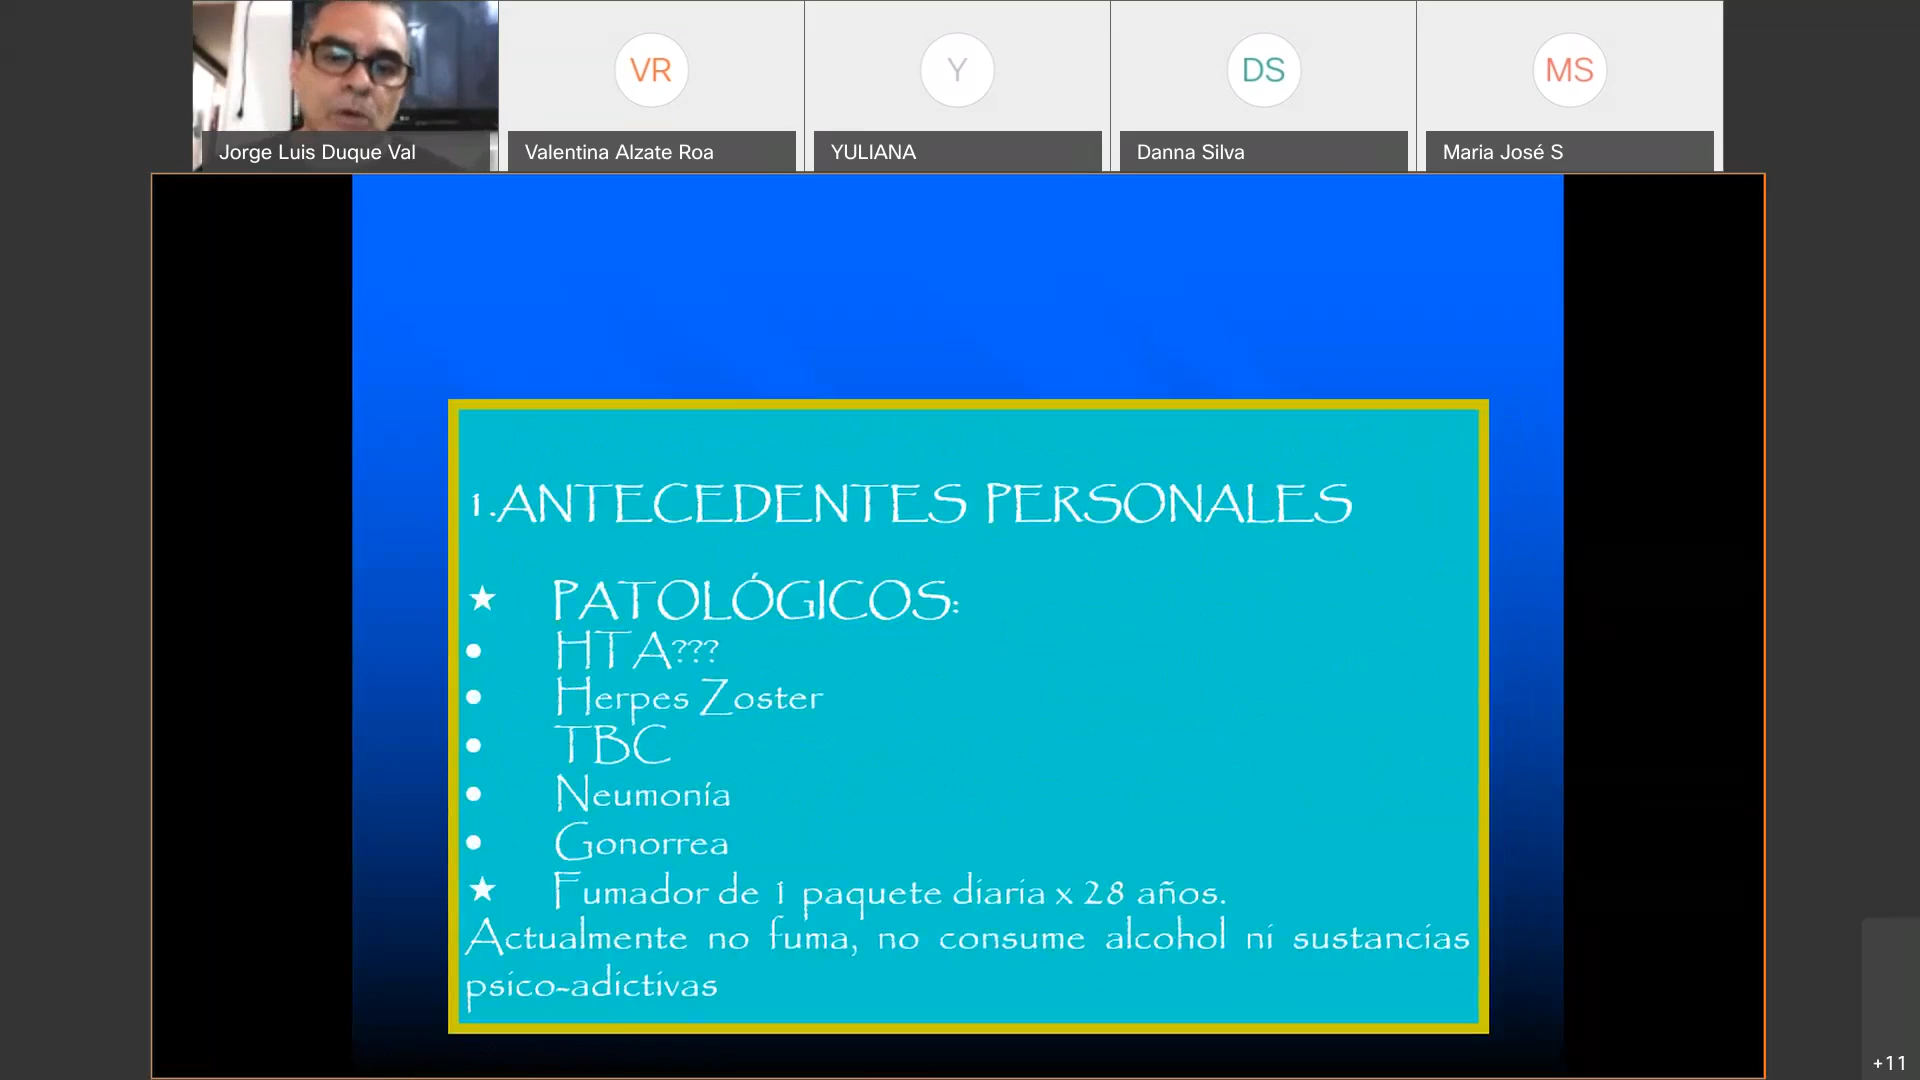 VR
Y
DS
MS
Jorge Luis Duque Val
Valentina Alzate Roa
YULIANA
Danna Silva
Maria José S
1.ANTECEDENTES PERSONALES
★ PATOLÓGICOS:
• HTA???
• Herpes Zoster
• TBC
• Neumonía
• Gonorrea
★ Fumador de 1 paquete diaria x 28 años.
Actualmente no fuma, no consume alcohol ni sustancias
psico-adictivas
+11